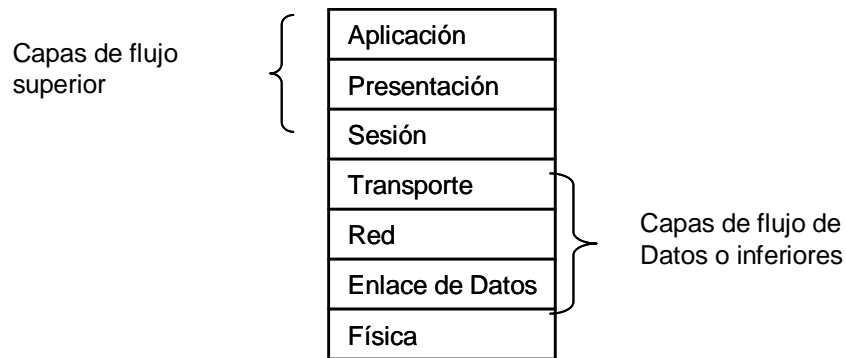 Capas de flujo
superior
Aplicación
Presentación
Sesión
Transporte
Red
Enlace de Datos
Física
Capas de flujo de
Datos o inferiores